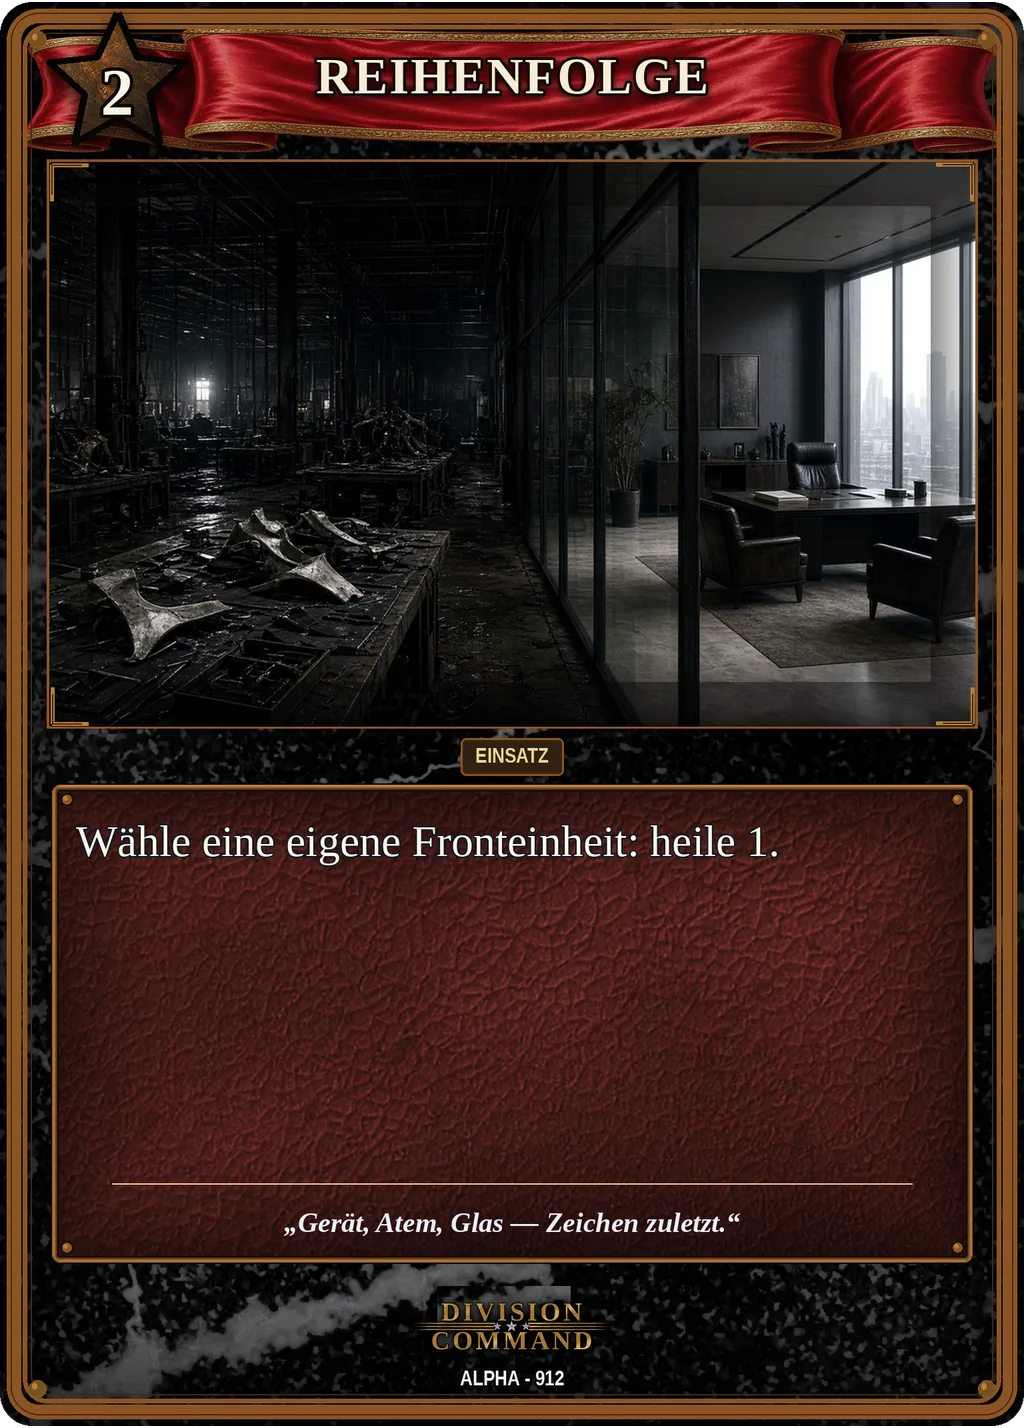 2
REIHENFOLGE
EINSATZ
Wähle eine eigene Fronteinheit: heile 1.
„Gerät, Atem, Glas — Zeichen zuletzt.“
DIVISION
COMMAND
ALPHA - 912